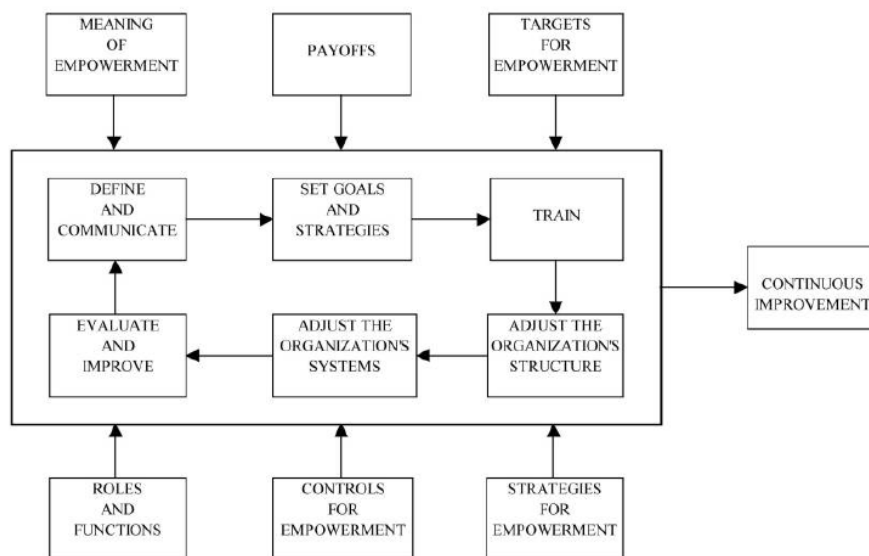 MEANING
OF
EMPOWERMENT
PAYOFFS
TARGETS
FOR
EMPOWERMENT
DEFINE
AND
COMMUNICATE
SET GOALS
AND
STRATEGIES
TRAIN
CONTINUOUS
IMPROVEMENT
EVALUATE
AND
IMPROVE
ADJUST THE
ORGANIZATION'S
SYSTEMS
ADJUST THE
ORGANIZATION'S
STRUCTURE
ROLES
AND
FUNCTIONS
CONTROLS
FOR
EMPOWERMENT
STRATEGIES
FOR
EMPOWERMENT